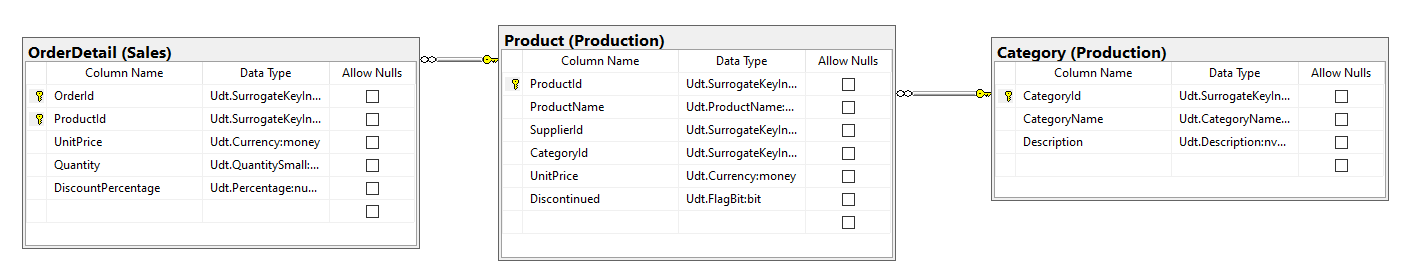 OrderDetail (Sales)
Column Name Data Type Allow Nulls
OrderId Udt.SurrogateKeyIn...
ProductId Udt.SurrogateKeyIn...
UnitPrice Udt.Currency:money
Quantity Udt.QuantitySmall:...
DiscountPercentage Udt.Percentage:nu...
Product (Production)
Column Name Data Type Allow Nulls
ProductId Udt.SurrogateKeyIn...
ProductName Udt.ProductName:...
SupplierId Udt.SurrogateKeyIn...
CategoryId Udt.SurrogateKeyIn...
UnitPrice Udt.Currency:money
Discontinued Udt.FlagBit:bit
Category (Production)
Column Name Data Type Allow Nulls
CategoryId Udt.SurrogateKeyIn...
CategoryName Udt.CategoryName...
Description Udt.Description:nv...